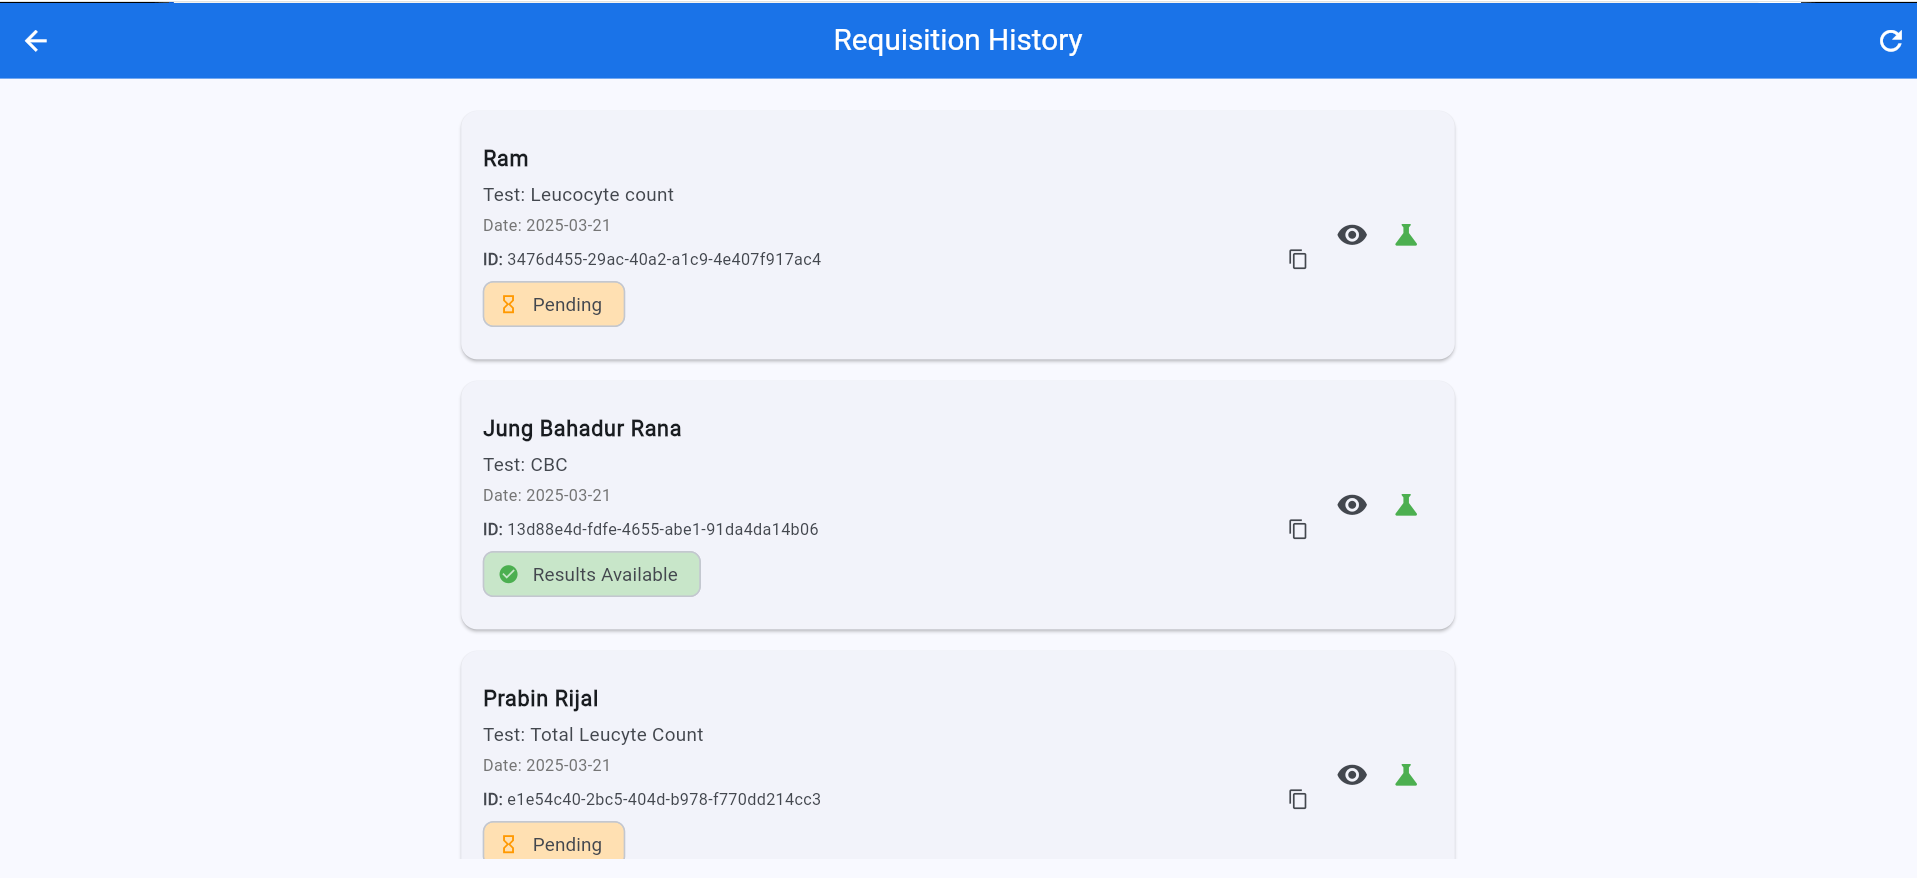 Requisition History
Ram
Test: Leucocyte count
Date: 2025-03-21
ID: 3476d455-29ac-40a2-a1c9-4e407f917ac4
Pending
Jung Bahadur Rana
Test: CBC
Date: 2025-03-21
ID: 13d88e4d-fdfe-4655-abe1-91da4da14b06
Results Available
Prabin Rijal
Test: Total Leucyte Count
Date: 2025-03-21
ID: e1e54c40-2bc5-404d-b978-f770dd214cc3
Pending